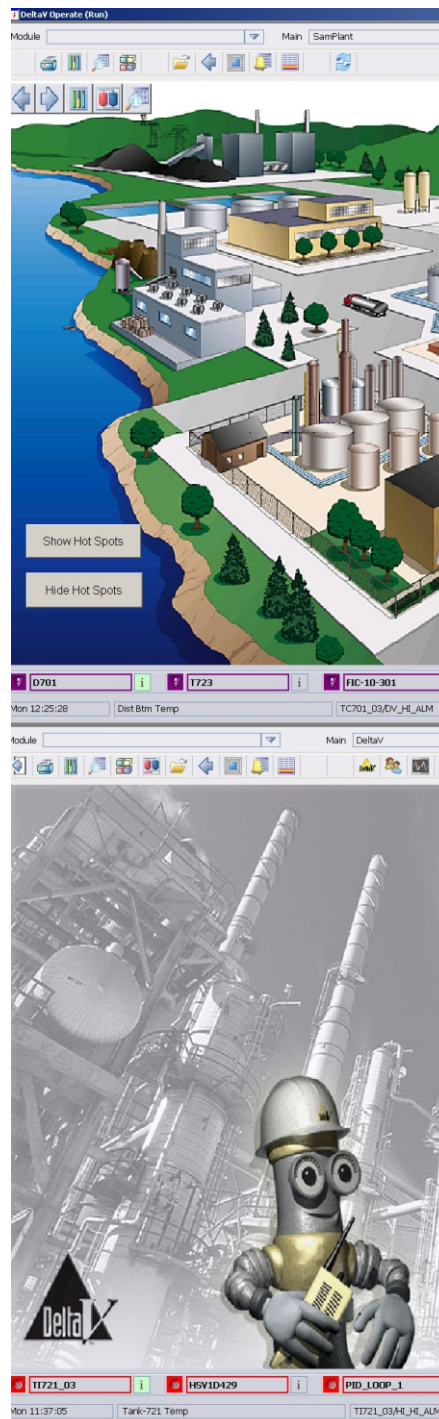 DeltaV Operate (Run)
Module Main SamPlant
Show Hot Spots
Hide Hot Spots
D701 i T723 i FIC-10-301
Mon 12:25:28 Dist Btm Temp TC701_03/DV_HI_ALM
Module Main DeltaV
DeltaV
DeltaV
TI721_03 i HSV1D429 i PID_LOOP_1
Mon 11:37:05 Tank-721 Temp TI721_03/HI_HI_ALM